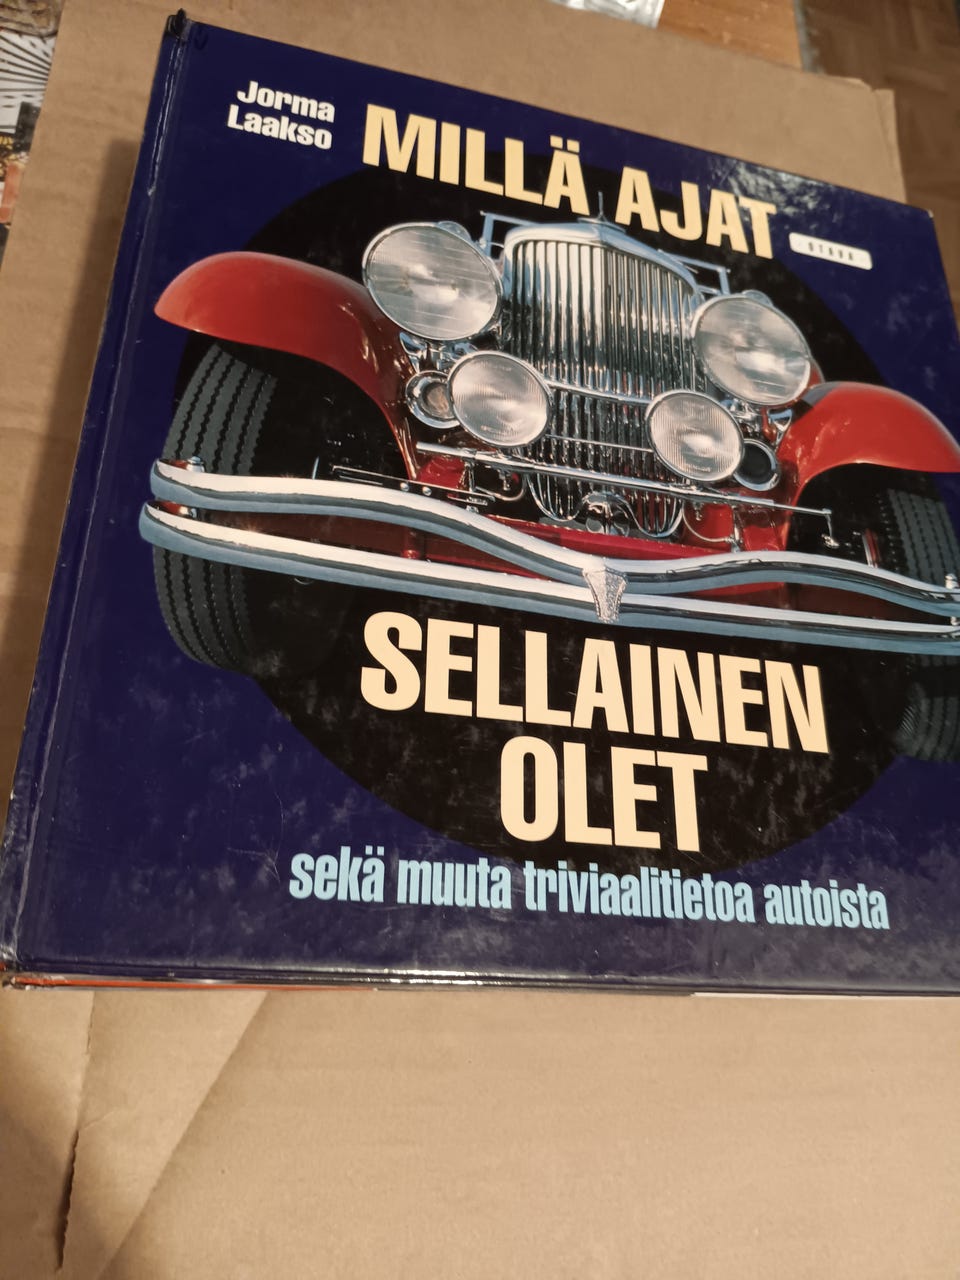 Jorma
Laakso
MILLÄ AJAT
OTAVA
SELLAINEN
OLET
sekä muuta triviaalitietoa autoista